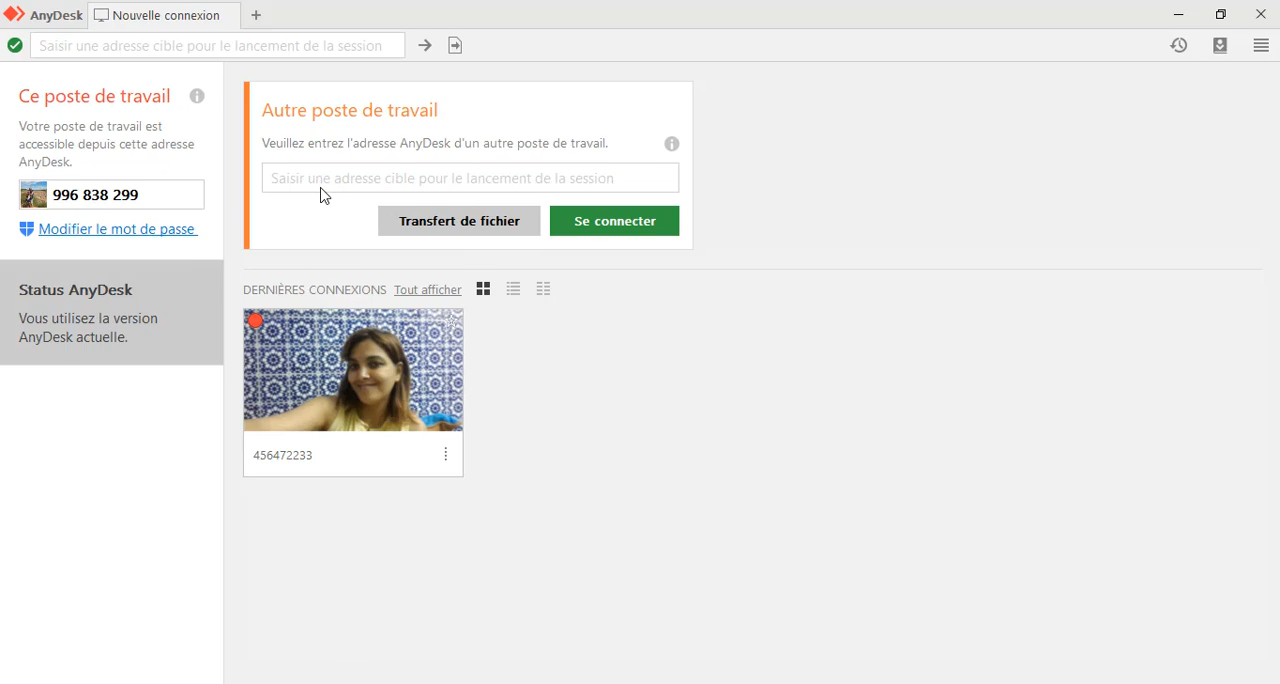 AnyDesk
Nouvelle connexion
Saisir une adresse cible pour le lancement de la session
Ce poste de travail
Votre poste de travail est
accessible depuis cette adresse
AnyDesk.
996 838 299
Modifier le mot de passe
Status AnyDesk
Vous utilisez la version
AnyDesk actuelle.
Autre poste de travail
Veuillez entrez l'adresse AnyDesk d'un autre poste de travail.
Saisir une adresse cible pour le lancement de la session
Transfert de fichier
Se connecter
DERNIÈRES CONNEXIONS Tout afficher
456472233